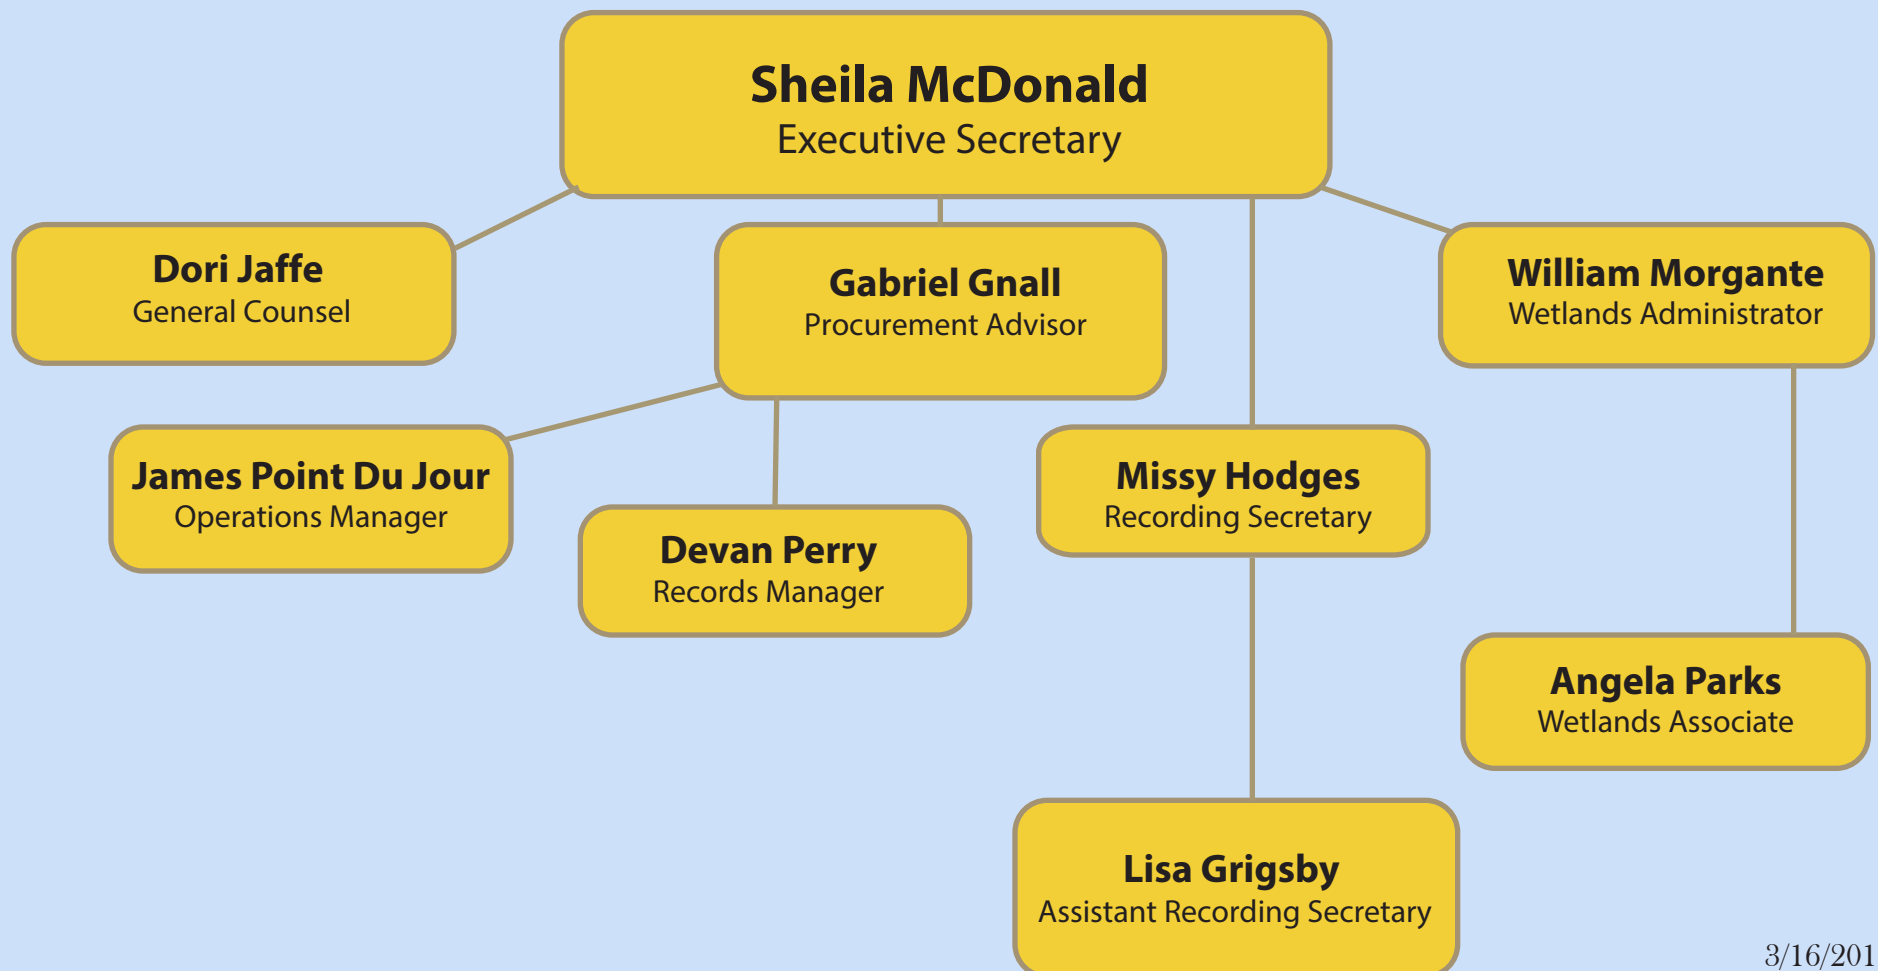 Sheila McDonald
Executive Secretary
Dori Jaffe
General Counsel
Gabriel Gnall
Procurement Advisor
William Morgante
Wetlands Administrator
James Point Du Jour
Operations Manager
Devan Perry
Records Manager
Missy Hodges
Recording Secretary
Angela Parks
Wetlands Associate
Lisa Grigsby
Assistant Recording Secretary
3/16/201